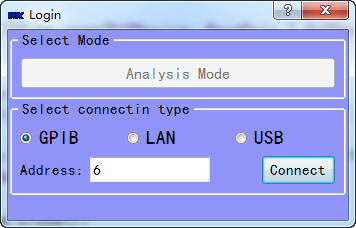 Login
Select Mode
Analysis Mode
Select connectin type
GPIB LAN USB
Address: 6 Connect